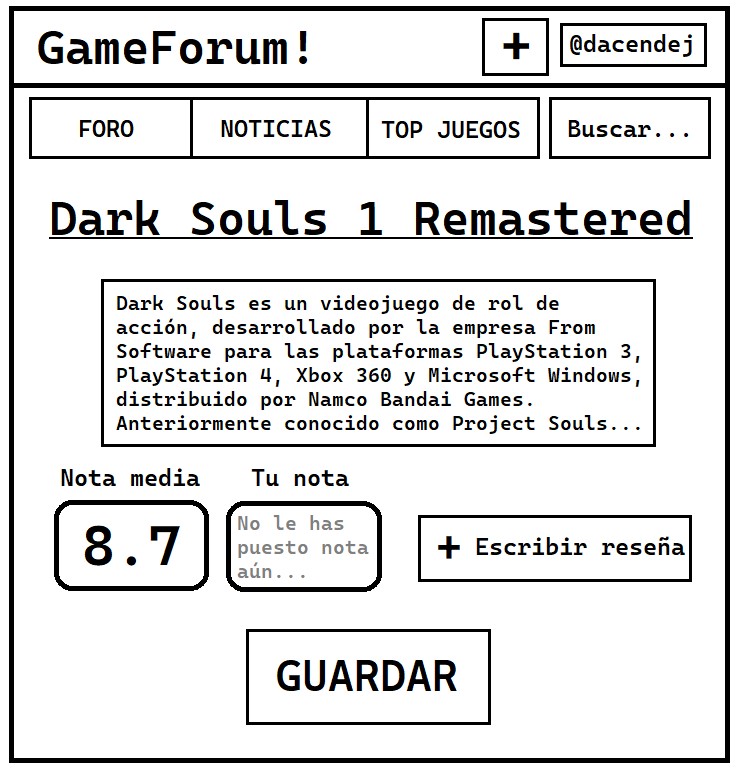 GameForum!
+
@dacendej
FORO
NOTICIAS
TOP JUEGOS
Buscar...
Dark Souls 1 Remastered
Dark Souls es un videojuego de rol de
acción, desarrollado por la empresa From
Software para las plataformas PlayStation 3,
PlayStation 4, Xbox 360 y Microsoft Windows,
distribuido por Namco Bandai Games.
Anteriormente conocido como Project Souls...
Nota media
8.7
Tu nota
No le has
puesto nota
aún...
+ Escribir reseña
GUARDAR